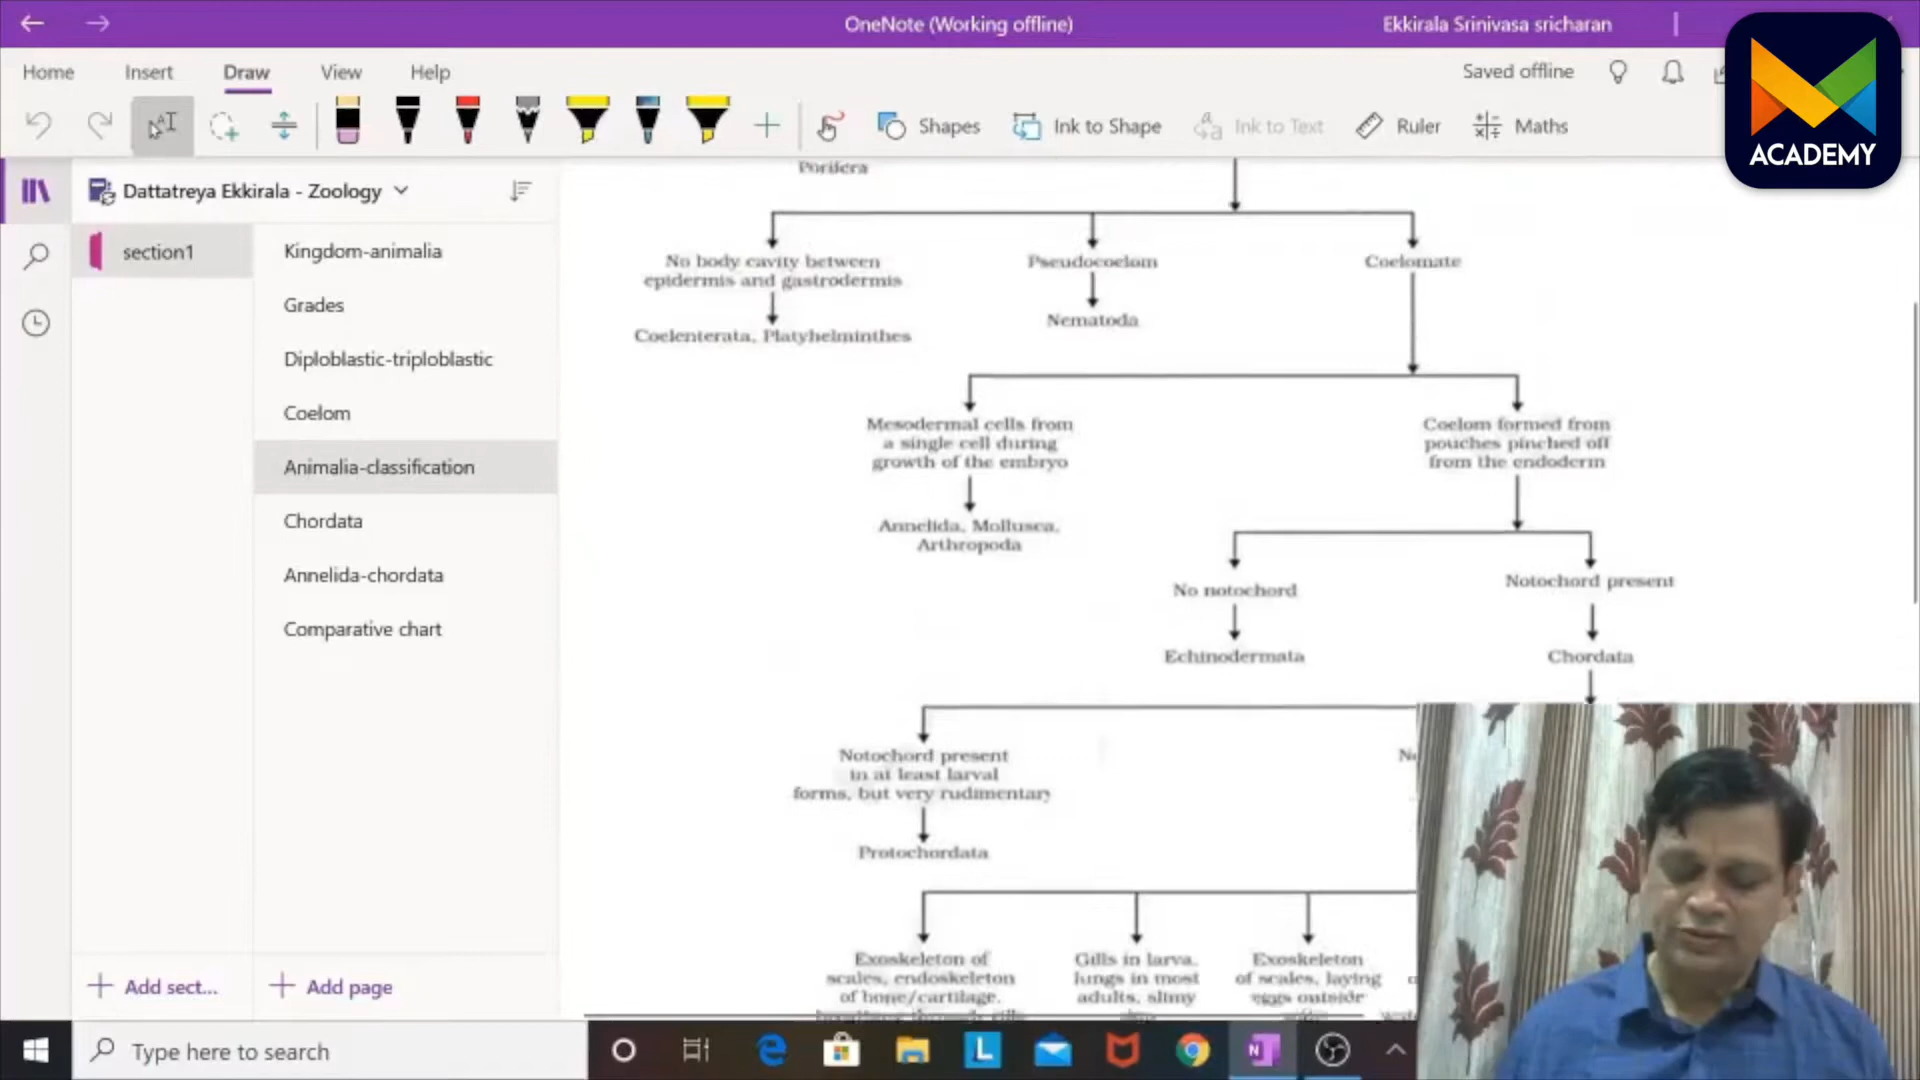 OneNote (Working offline)
Ekkirala Srinivasa sricharan
Home
Insert
Draw
View
Help
Saved offline
Shapes
Ink to Shape
Ink to Text
Ruler
Maths
ACADEMY
Dattatreya Ekkirala - Zoology
section1
Kingdom-animalia
Grades
Diploblastic-triploblastic
Coelom
Animalia-classification
Chordata
Annelida-chordata
Comparative chart
Add sect...
Add page
Porifera
No body cavity between
epidermis and gastrodermis
Pseudocoelom
Coelomate
Coelenterata, Platyhelminthes
Nematoda
Mesodermal cells from
a single cell during
growth of the embryo
Coelom formed from
pouches pinched off
from the endoderm
Annelida, Mollusca,
Arthropoda
No notochord
Notochord present
Echinodermata
Chordata
Notochord present
in at least larval
forms, but very rudimentary
Protochordata
Exoskeleton of
scales, endoskeleton
of bone/cartilage,
breathing through gills
Gills in larva,
lungs in most
adults, slimy
Exoskeleton
of scales, laying
eggs outside
Type here to search